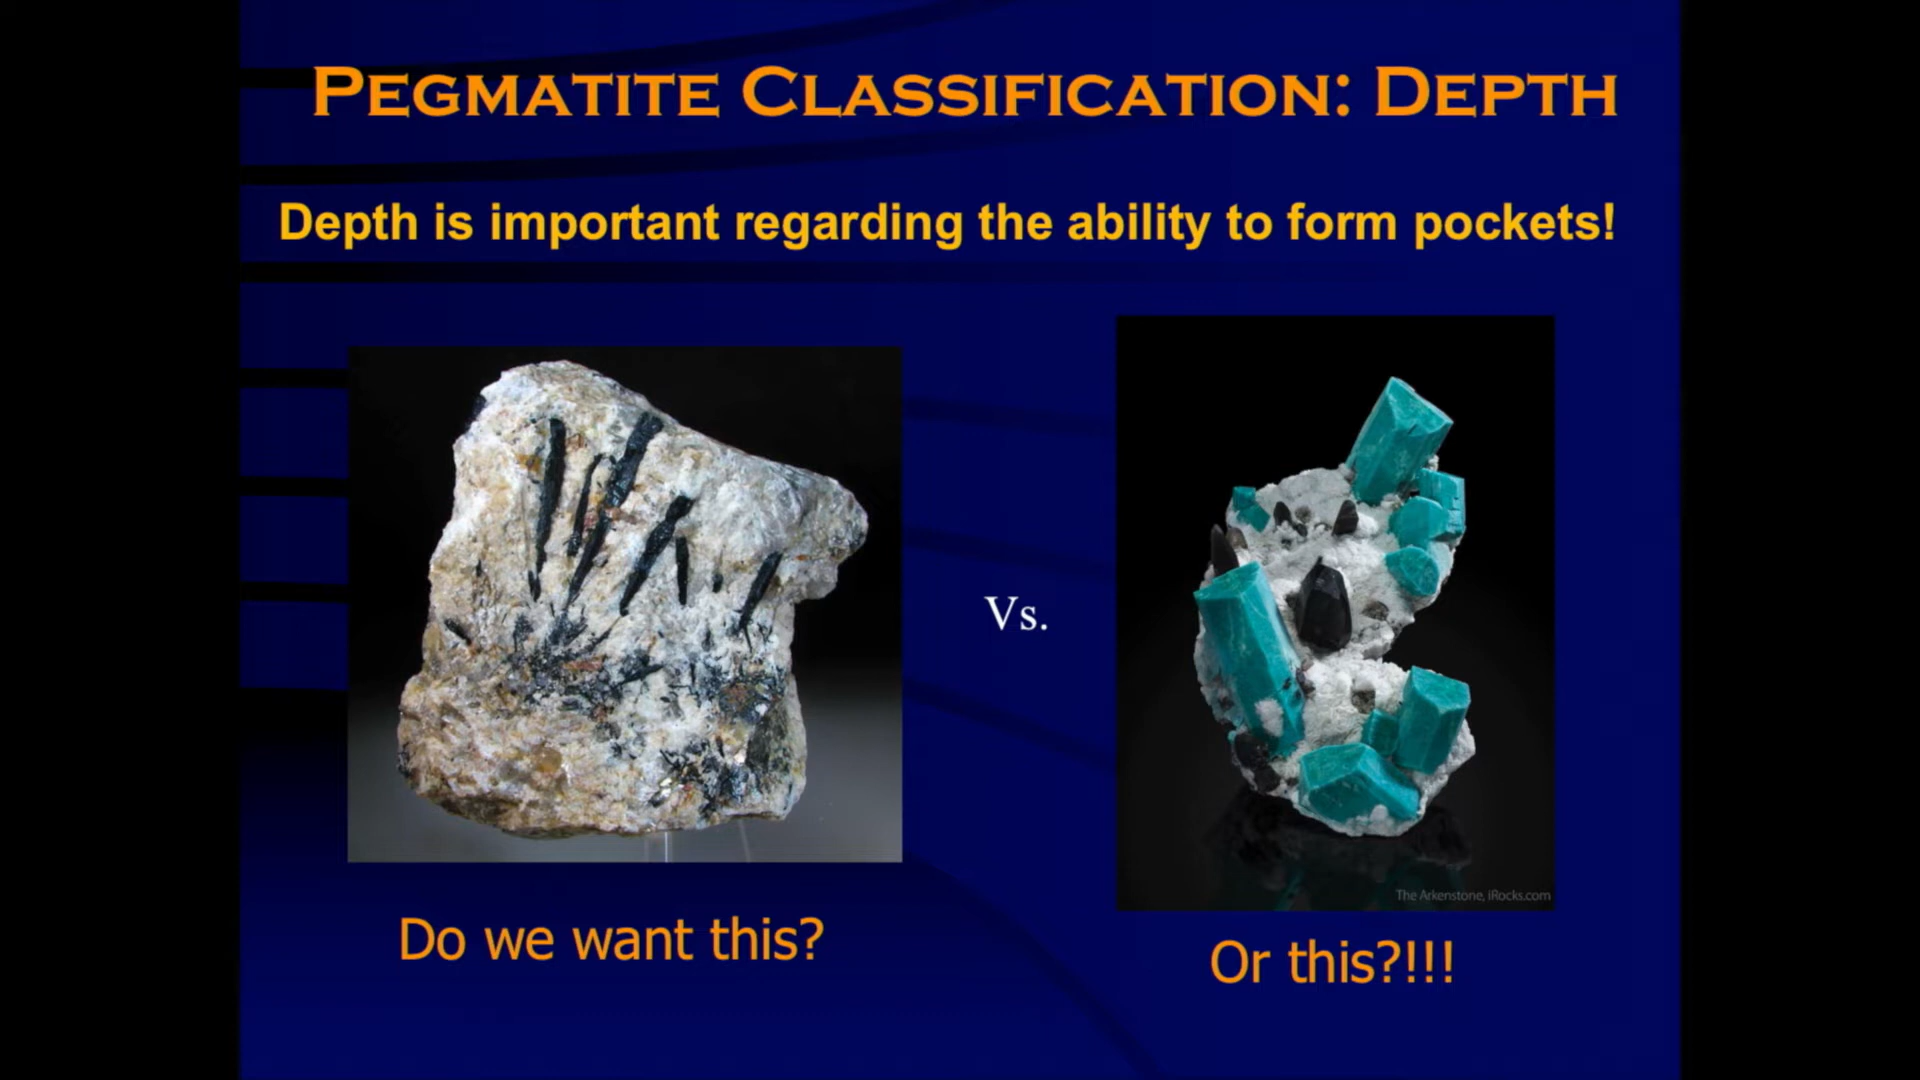 PEGMATITE CLASSIFICATION: DEPTH
Depth is important regarding the ability to form pockets!
Vs.
The Arkenstone, iRocks.com
Do we want this?
Or this?!!!